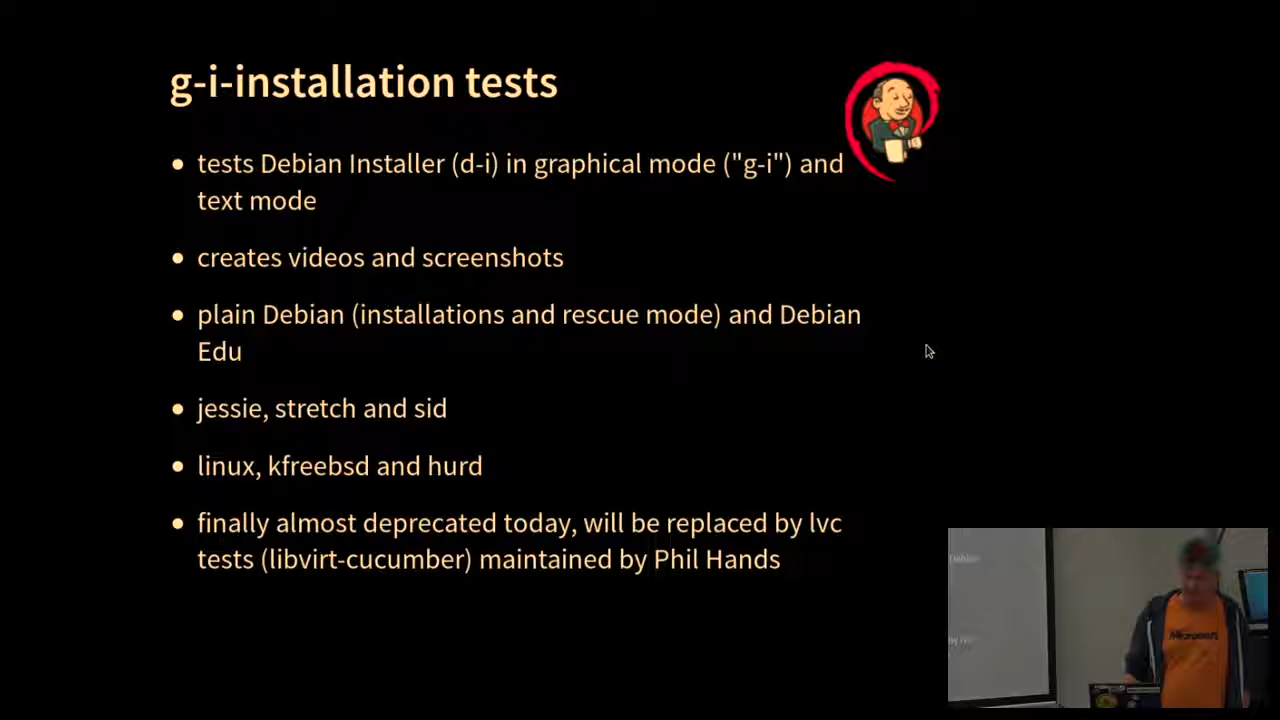 g-i-installation tests
• tests Debian Installer (d-i) in graphical mode ("g-i") and
text mode
• creates videos and screenshots
• plain Debian (installations and rescue mode) and Debian
Edu
• jessie, stretch and sid
• linux, kfreebsd and hurd
• finally almost deprecated today, will be replaced by lvc
tests (libvirt-cucumber) maintained by Phil Hands
Microsoft